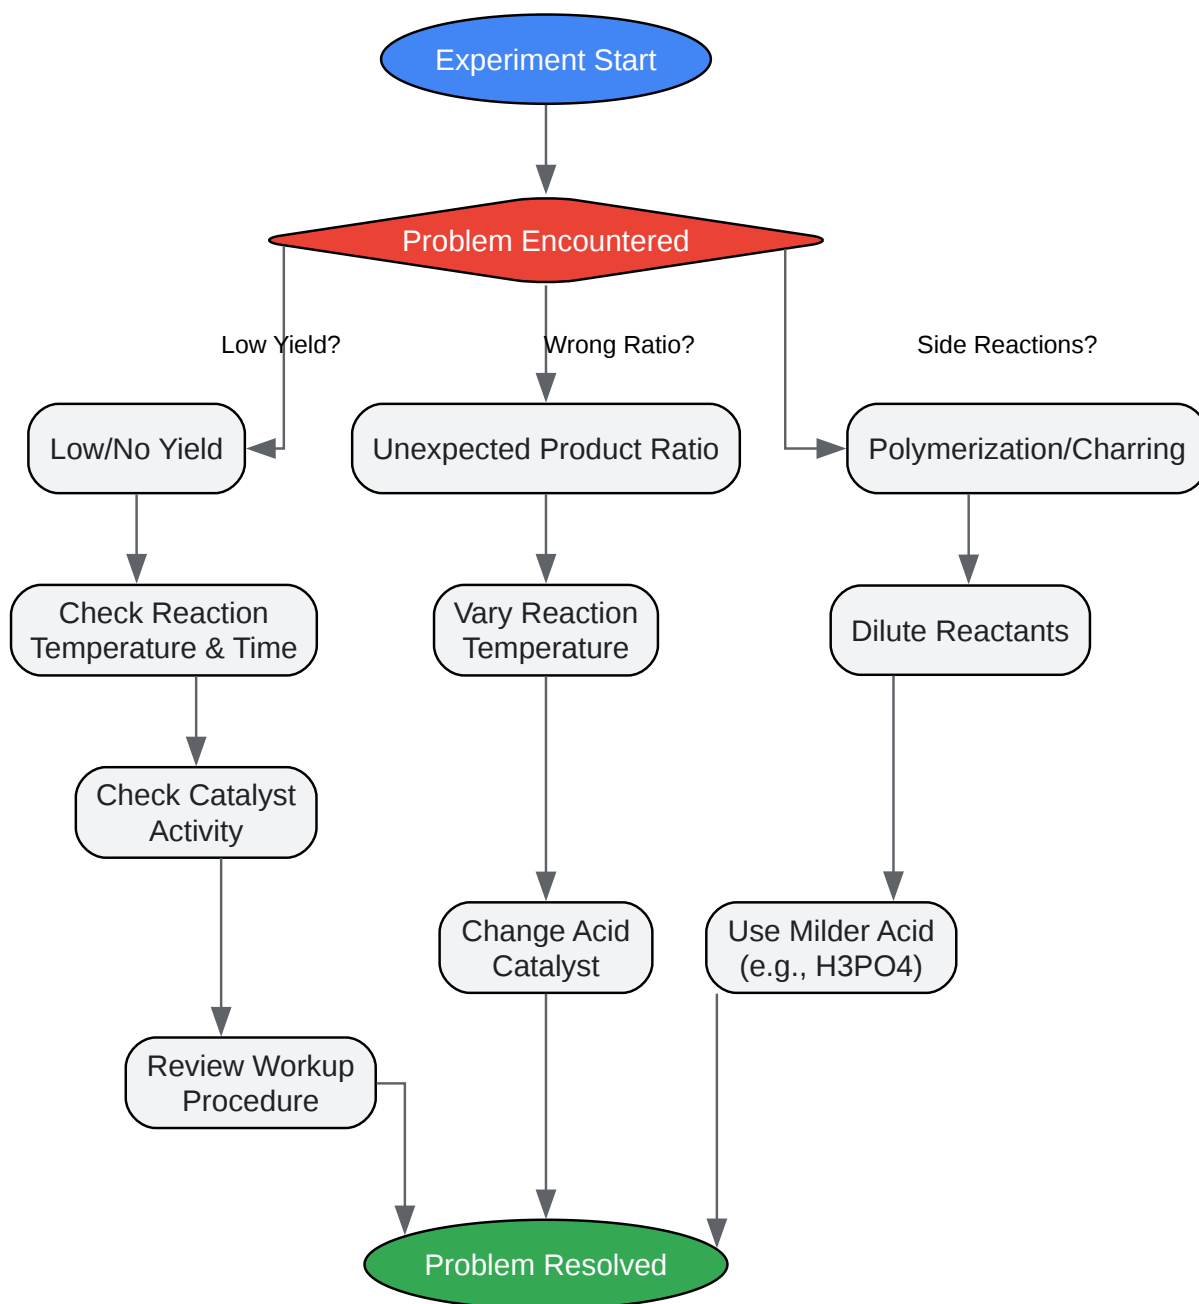 Experiment Start
Problem Encountered
Low Yield?
Wrong Ratio?
Side Reactions?
Low/No Yield
Unexpected Product Ratio
Polymerization/Charring
Check Reaction
Temperature & Time
Vary Reaction
Temperature
Dilute Reactants
Check Catalyst
Activity
Change Acid
Catalyst
Use Milder Acid
(e.g., H3PO4)
Review Workup
Procedure
Problem Resolved